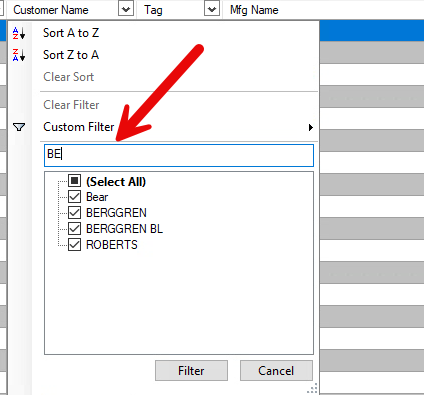 Customer Name Tag Mfg Name
Sort A to Z
Sort Z to A
Clear Sort
Clear Filter
Custom Filter
BE
(Select All)
Bear
BERGGREN
BERGGREN BL
ROBERTS
Filter Cancel